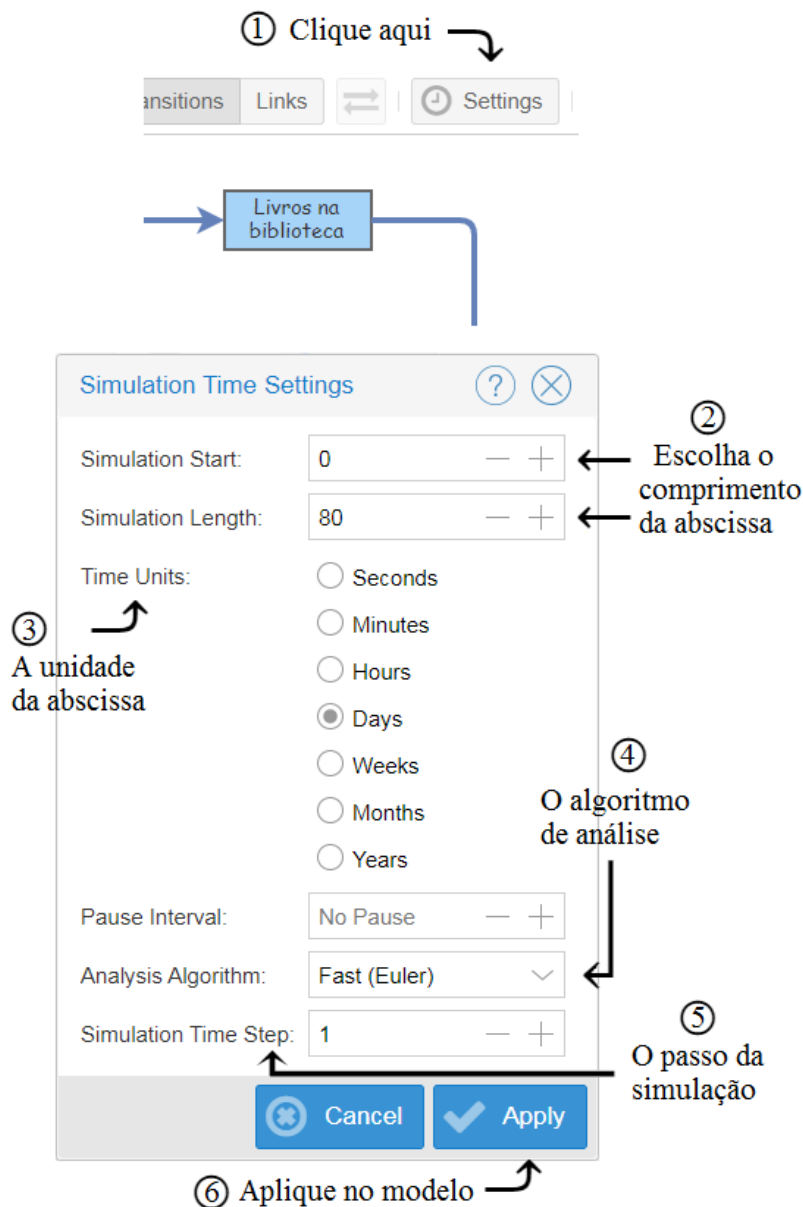 ① Clique aqui
ansitions Links Settings
Livros na
biblioteca
Simulation Time Settings ?
②
Simulation Start: 0 — +
Escolha o
comprimento
da abscissa
Simulation Length: 80 — +
Time Units:
Seconds
Minutes
Hours
Days
Weeks
Months
Years
③
A unidade
da abscissa
④
O algoritmo
de análise
Pause Interval: No Pause — +
Analysis Algorithm: Fast (Euler)
Simulation Time Step: 1 — +
⑤
O passo da
simulação
Cancel Apply
⑥ Aplique no modelo